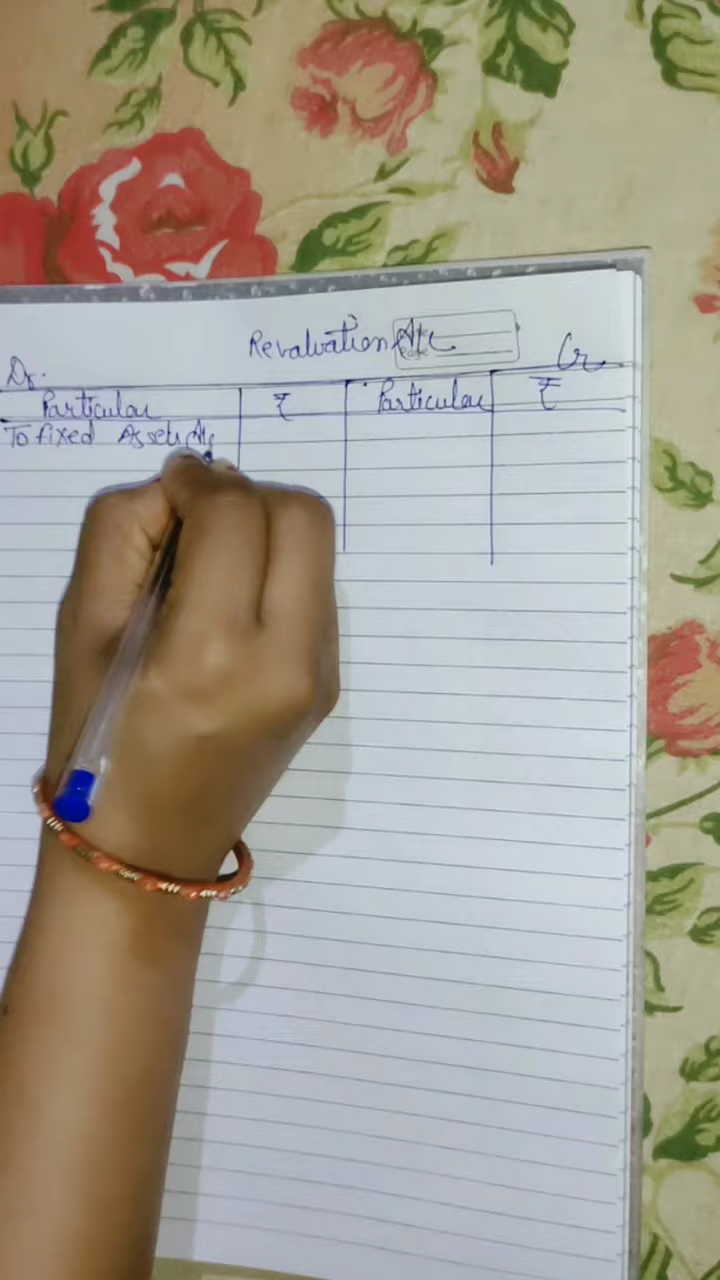 Revaluation A/c
Dr. Cr
Particular ₹ Particular ₹
To fixed Assets A/c